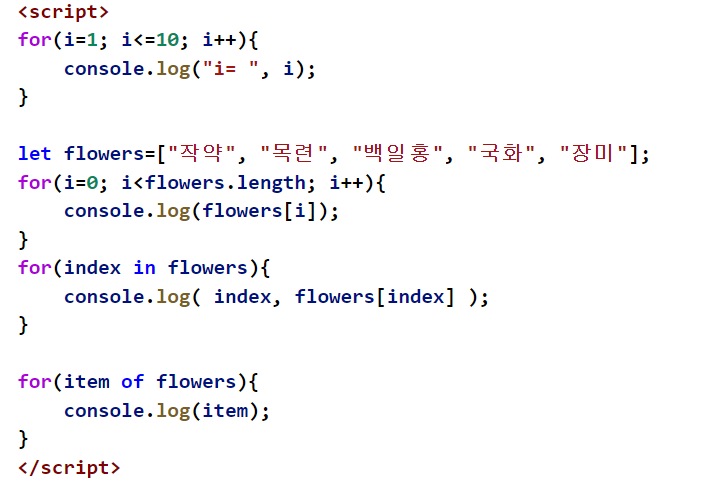 <script>
for(i=1; i<=10; i++){
    console.log("i= ", i);
}

let flowers=["작약", "목련", "백일홍", "국화", "장미"];
for(i=0; i<flowers.length; i++){
    console.log(flowers[i]);
}
for(index in flowers){
    console.log( index, flowers[index] );
}

for(item of flowers){
    console.log(item);
}
</script>